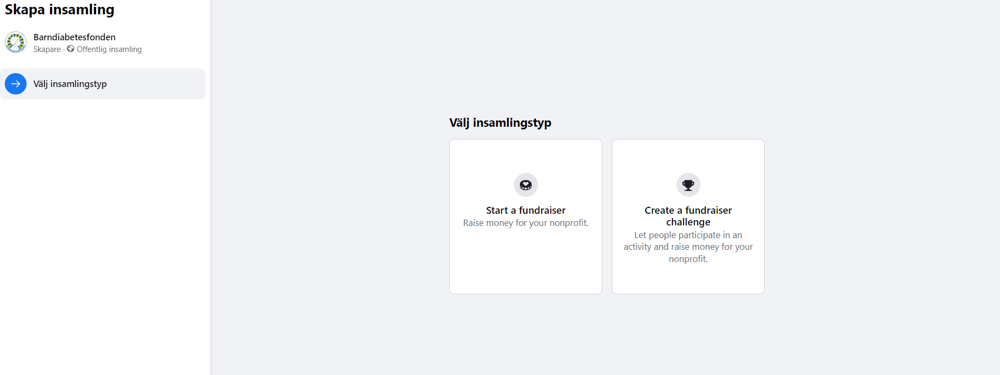 Skapa insamling
Barndiabetesfonden
Skapare · Offentlig insamling
Välj insamlingstyp
Välj insamlingstyp
Start a fundraiser
Raise money for your nonprofit.
Create a fundraiser
challenge
Let people participate in an
activity and raise money for your
nonprofit.